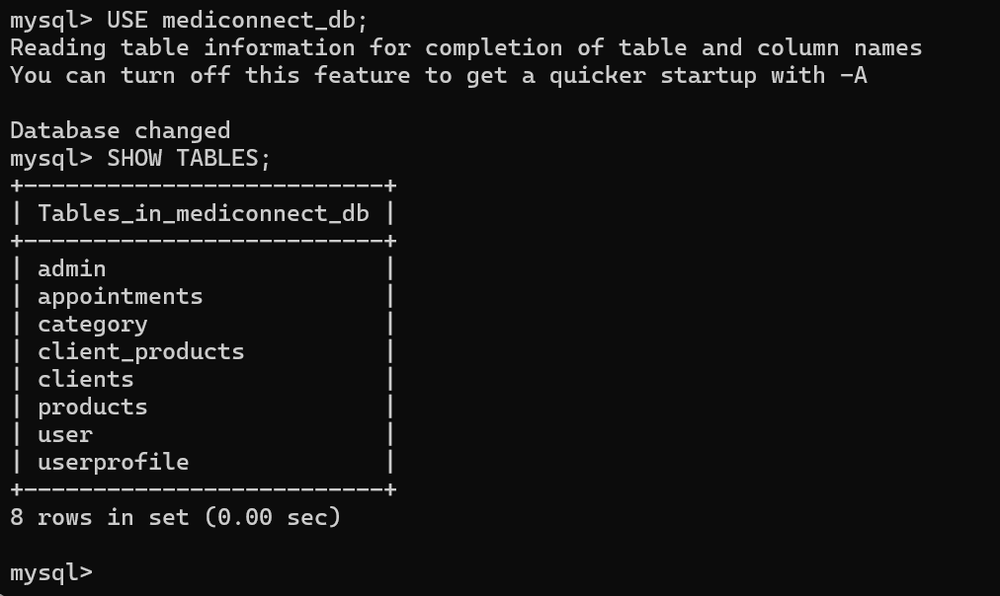 mysql> USE mediconnect_db;
Reading table information for completion of table and column names
You can turn off this feature to get a quicker startup with -A

Database changed
mysql> SHOW TABLES;
+--------------------------+
| Tables_in_mediconnect_db |
+--------------------------+
| admin                    |
| appointments             |
| category                 |
| client_products          |
| clients                  |
| products                 |
| user                     |
| userprofile              |
+--------------------------+
8 rows in set (0.00 sec)

mysql>